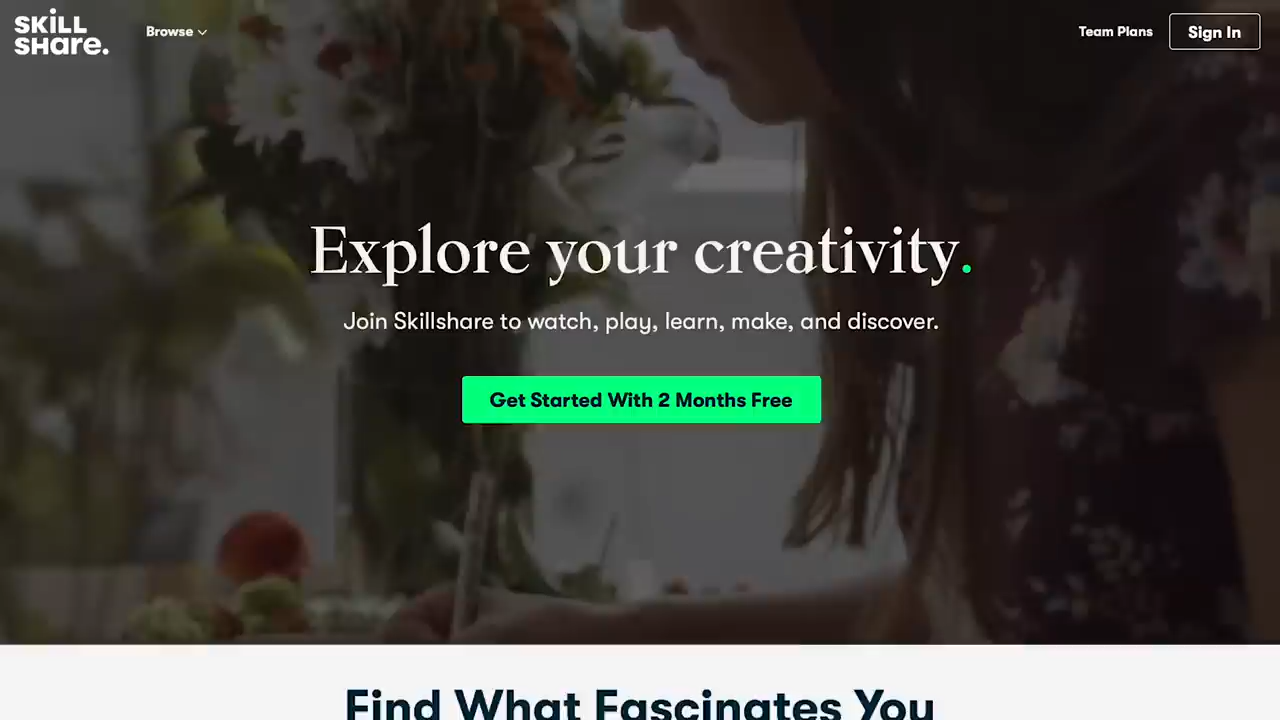 SKiLL
SHare.
Browse
Team Plans
Sign In
Explore your creativity.
Join Skillshare to watch, play, learn, make, and discover.
Get Started With 2 Months Free
Find What Fascinates You